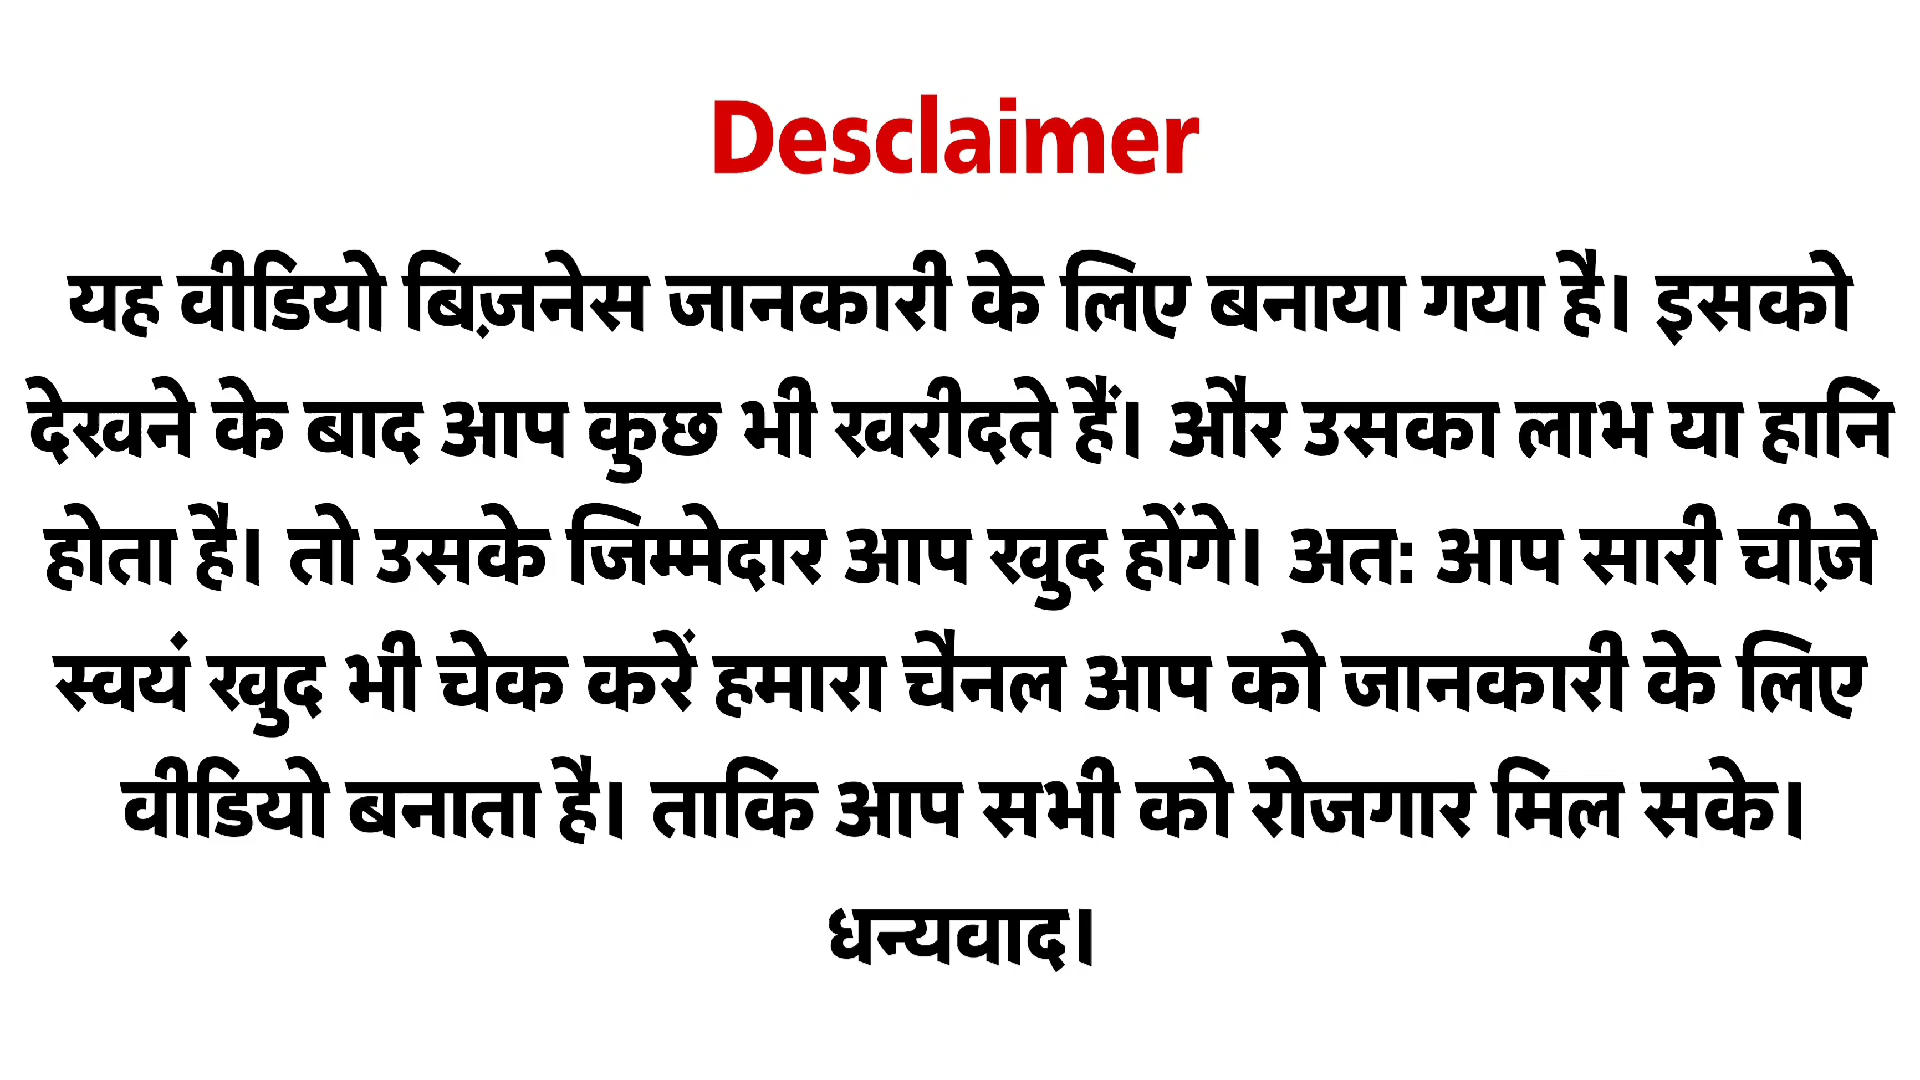 Desclaimer
यह वीडियो बिज़नेस जानकारी के लिए बनाया गया है। इसको
देखने के बाद आप कुछ भी खरीदते हैं। और उसका लाभ या हानि
होता है। तो उसके जिम्मेदार आप खुद होंगे। अतः आप सारी चीज़े
स्वयं खुद भी चेक करें हमारा चैनल आप को जानकारी के लिए
वीडियो बनाता है। ताकि आप सभी को रोजगार मिल सके।
धन्यवाद।